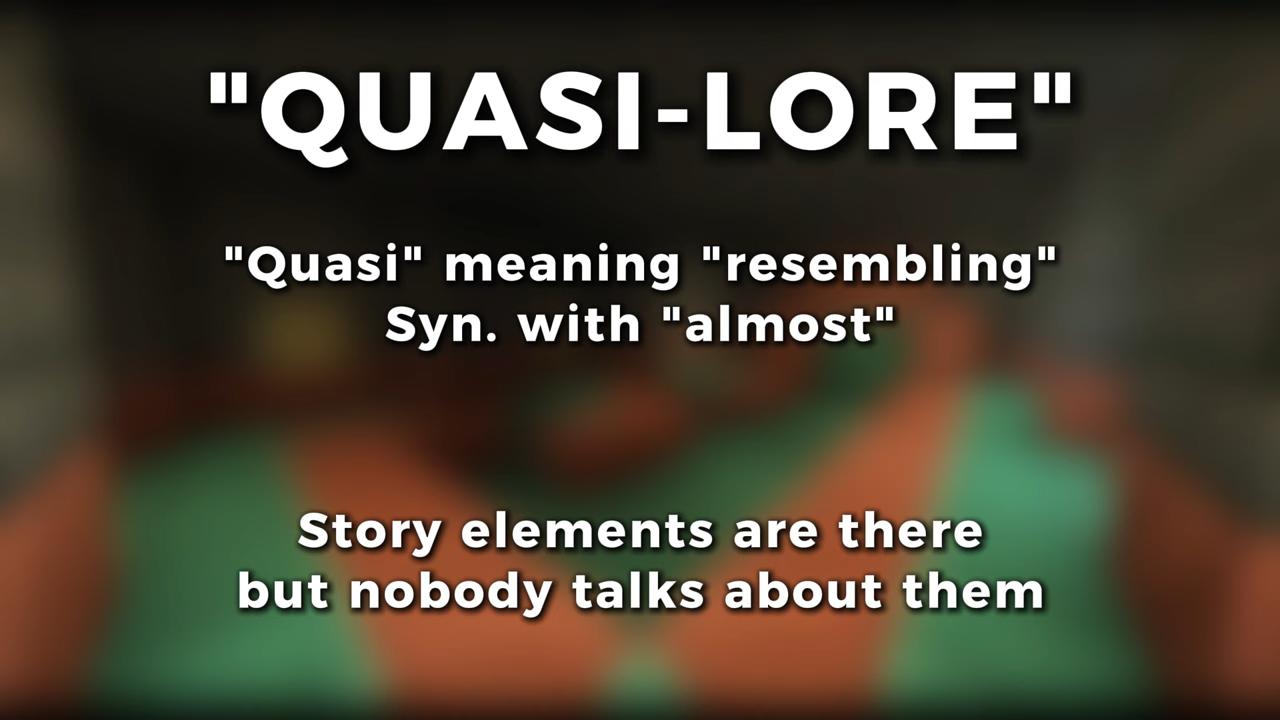 "QUASI-LORE"
"Quasi" meaning "resembling"
Syn. with "almost"
Story elements are there
but nobody talks about them